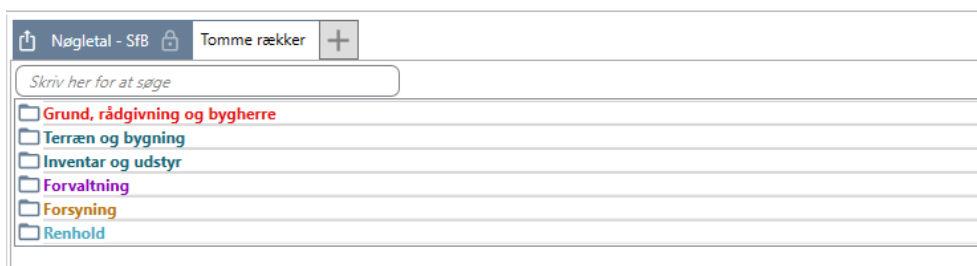 Nøgletal - SfB Tomme rækker
Skriv her for at søge
Grund, rådgivning og bygherre
Terræn og bygning
Inventar og udstyr
Forvaltning
Forsyning
Renhold